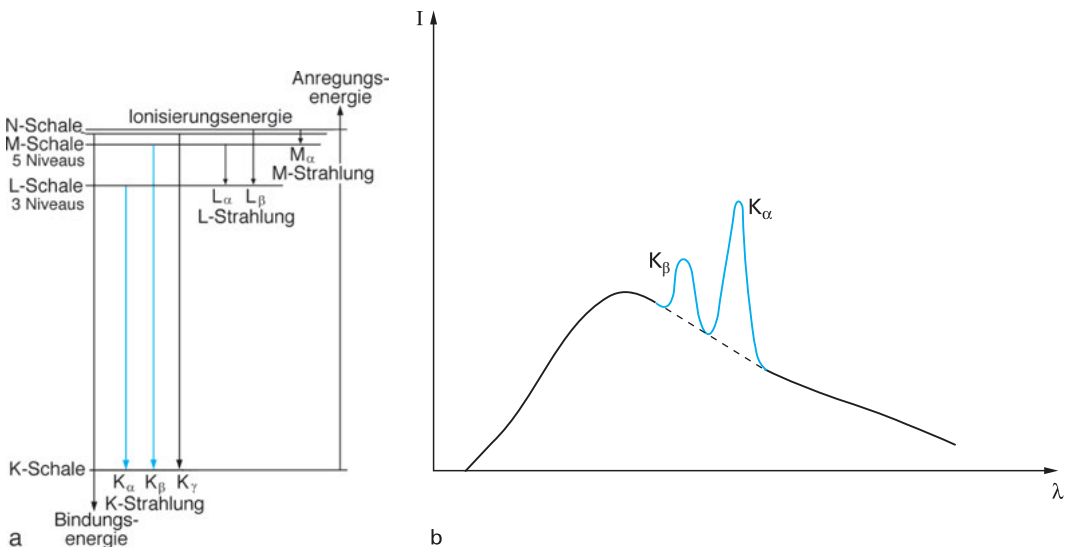 Anregungs-
energie
Ionisierungsenergie
N-Schale
M-Schale
5 Niveaus
Mα
M-Strahlung
L-Schale
3 Niveaus
Lα Lβ
L-Strahlung
K-Schale
Kα Kβ Kγ
K-Strahlung
Bindungs-
energie
a
I
Kα
Kβ
λ
b